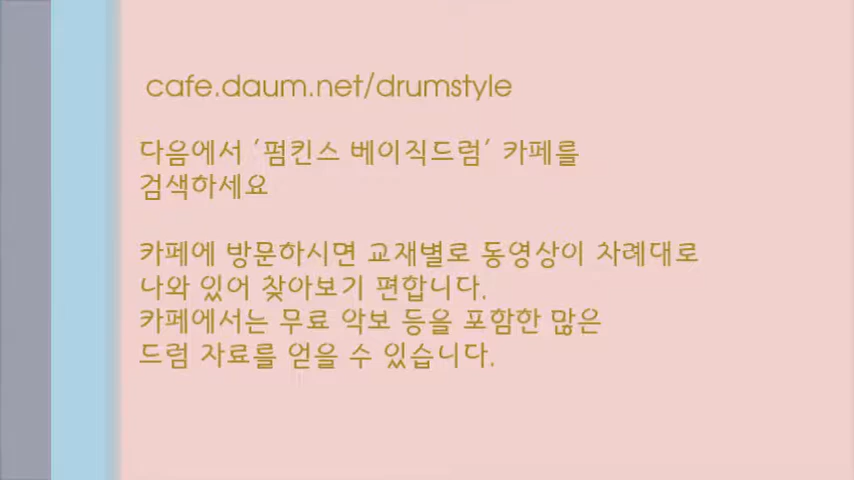 cafe.daum.net/drumstyle
다음에서 '펌킨스 베이직드럼' 카페를
검색하세요
카페에 방문하시면 교재별로 동영상이 차례대로
나와 있어 찾아보기 편합니다.
카페에서는 무료 악보 등을 포함한 많은
드럼 자료를 얻을 수 있습니다.